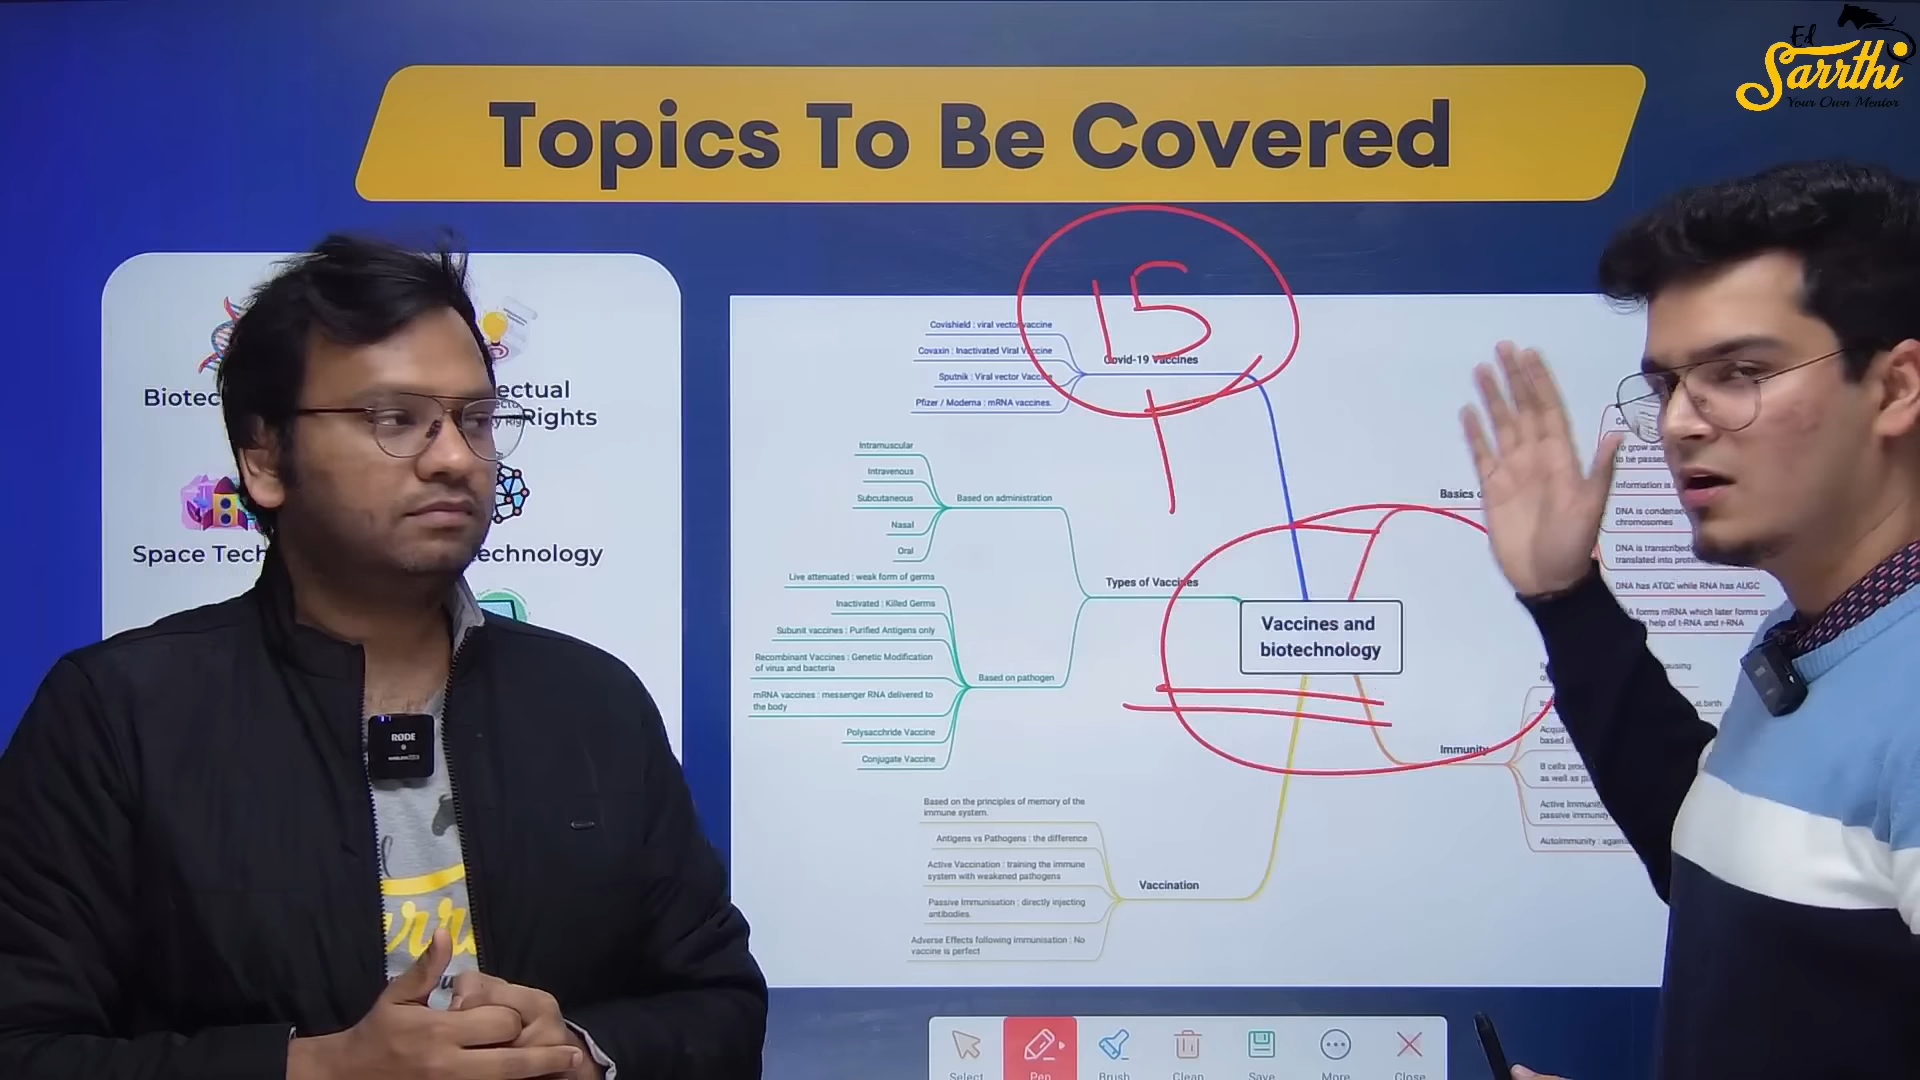 Ed
Sarrthi
Your Own Mentor
Topics To Be Covered
Rights
Space Tech
15
Covishield : viral vector vaccine
Covaxin : Inactivated Viral Vaccine
Sputnik : Viral vector Vaccine
Pfizer / Moderna : mRNA vaccines.
Covid-19 Vaccines
Intramuscular
Intravenous
Subcutaneous
Nasal
Oral
Based on administration
Live attenuated : weak form of germs
Inactivated : Killed Germs
Subunit vaccines : Purified Antigens only
Recombinant Vaccines : Genetic Modification
of virus and bacteria
mRNA vaccines : messenger RNA delivered to
the body
Polysacchride Vaccine
Conjugate Vaccine
Based on pathogen
Types of Vaccines
Vaccines and
biotechnology
Based on the principles of memory of the
immune system.
Antigens vs Pathogens : the difference
Active Vaccination : training the immune
system with weakened pathogens
Passive Immunisation : directly injecting
antibodies.
Adverse Effects following immunisation : No
vaccine is perfect
Vaccination
Basics
to be passed
Information is
DNA is condense
chromosomes
DNA is transcribed
translated into prote
DNA has ATGC while RNA has AUGC
forms mRNA which later forms
help of t-RNA and r-RNA
Immunity
B cells
as well as
Active Immunity
passive immunity
Autoimmunity :
RØDE
Select
Pen
Brush
Clean
Save
More
Close